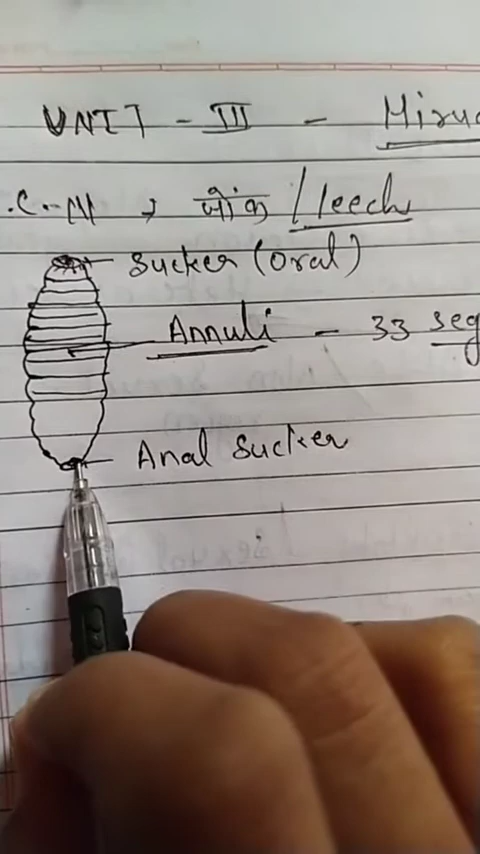 UNIT - III - Hiru
C.N → जोंक / leech
Sucker (Oral)
Annuli - 33 seg
Anal Sucker